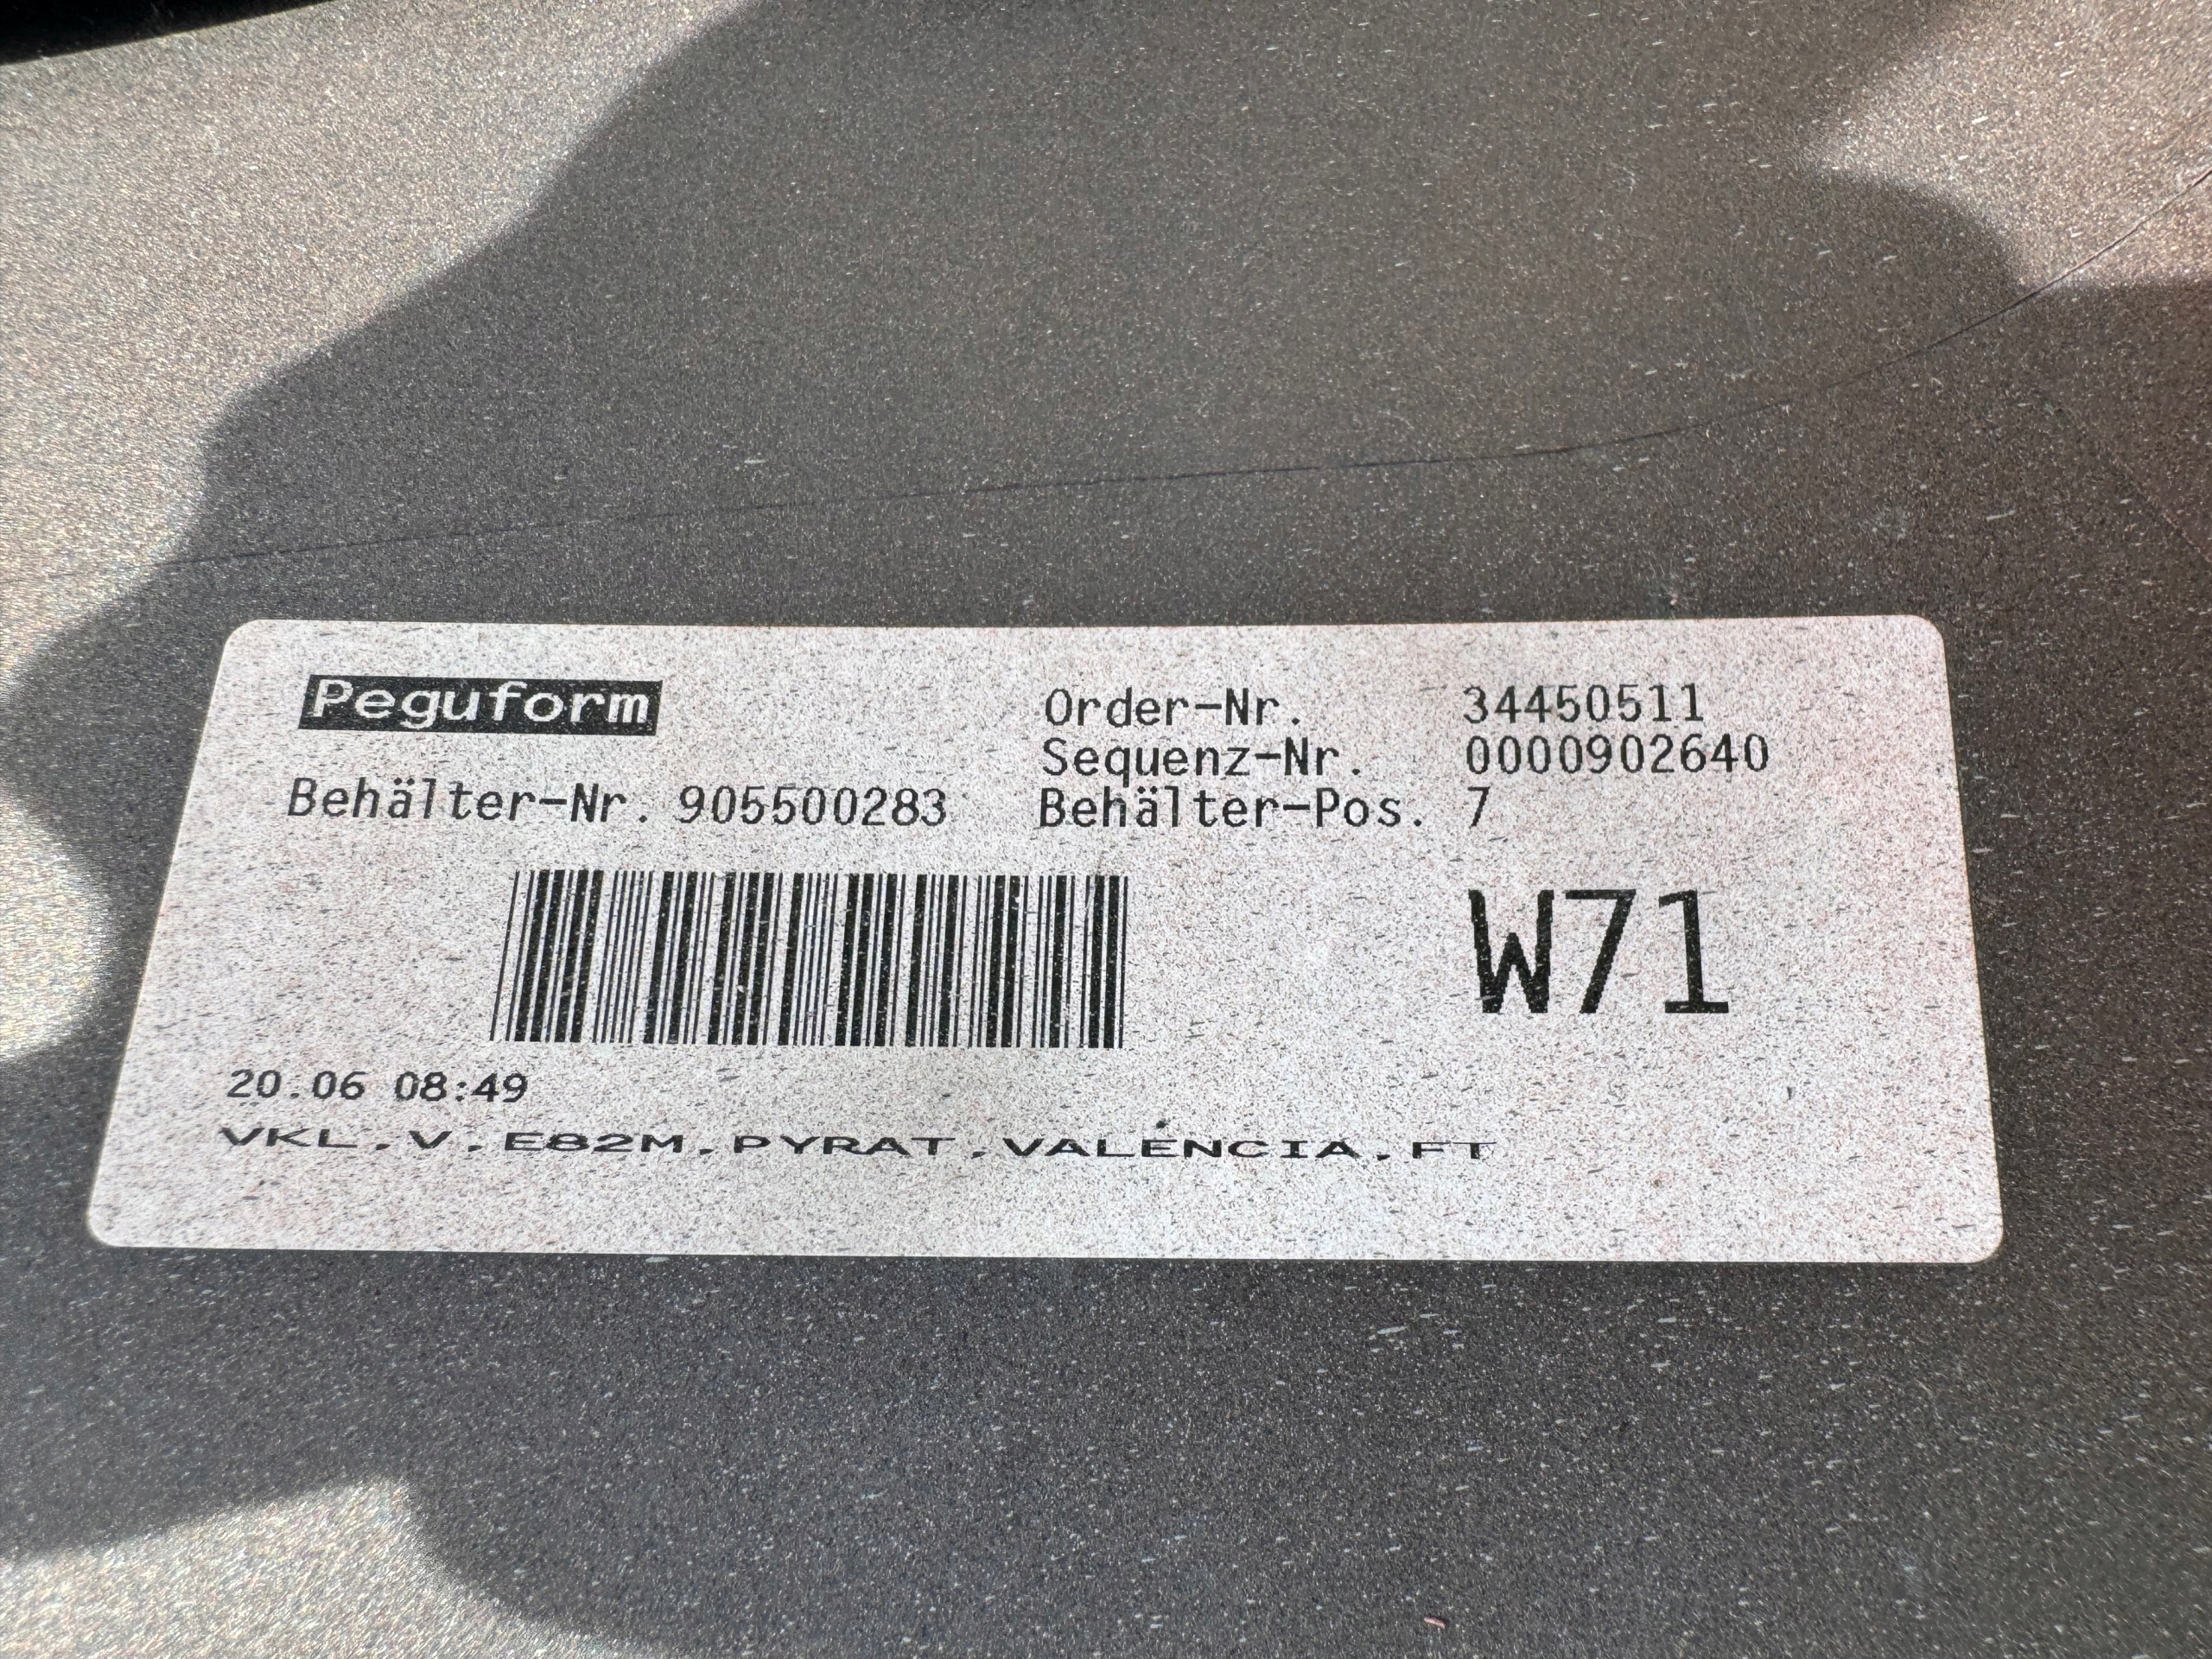 Peguform
Order-Nr. 34450511
Sequenz-Nr. 0000902640
Behälter-Nr. 905500283 Behälter-Pos. 7
W71
20.06 08:49
VKL.V.E82M.PYRAT.VALENCIA.FT